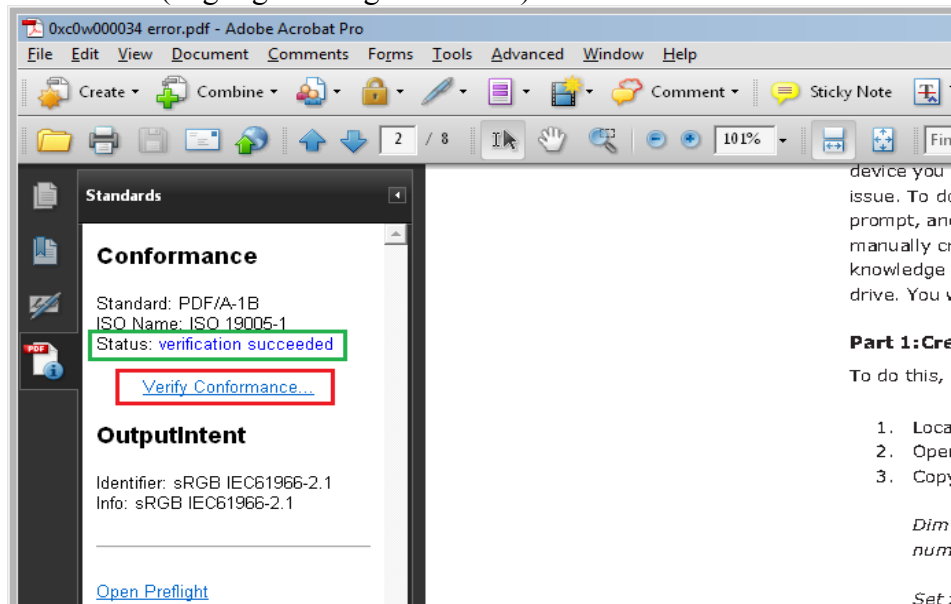 0xc0w000034 error.pdf - Adobe Acrobat Pro
File Edit View Document Comments Forms Tools Advanced Window Help
Create Combine Comment Sticky Note
2 / 8 101% Fin
Standards
Conformance
Standard: PDF/A-1B
ISO Name: ISO 19005-1
Status: verification succeeded
Verify Conformance...
OutputIntent
Identifier: sRGB IEC61966-2.1
Info: sRGB IEC61966-2.1
Open Preflight
device you
issue. To do
prompt, and
manually cr
knowledge
drive. You w
Part 1:Cre
To do this,
1. Loca
2. Oper
3. Copy
Dim
num
Set